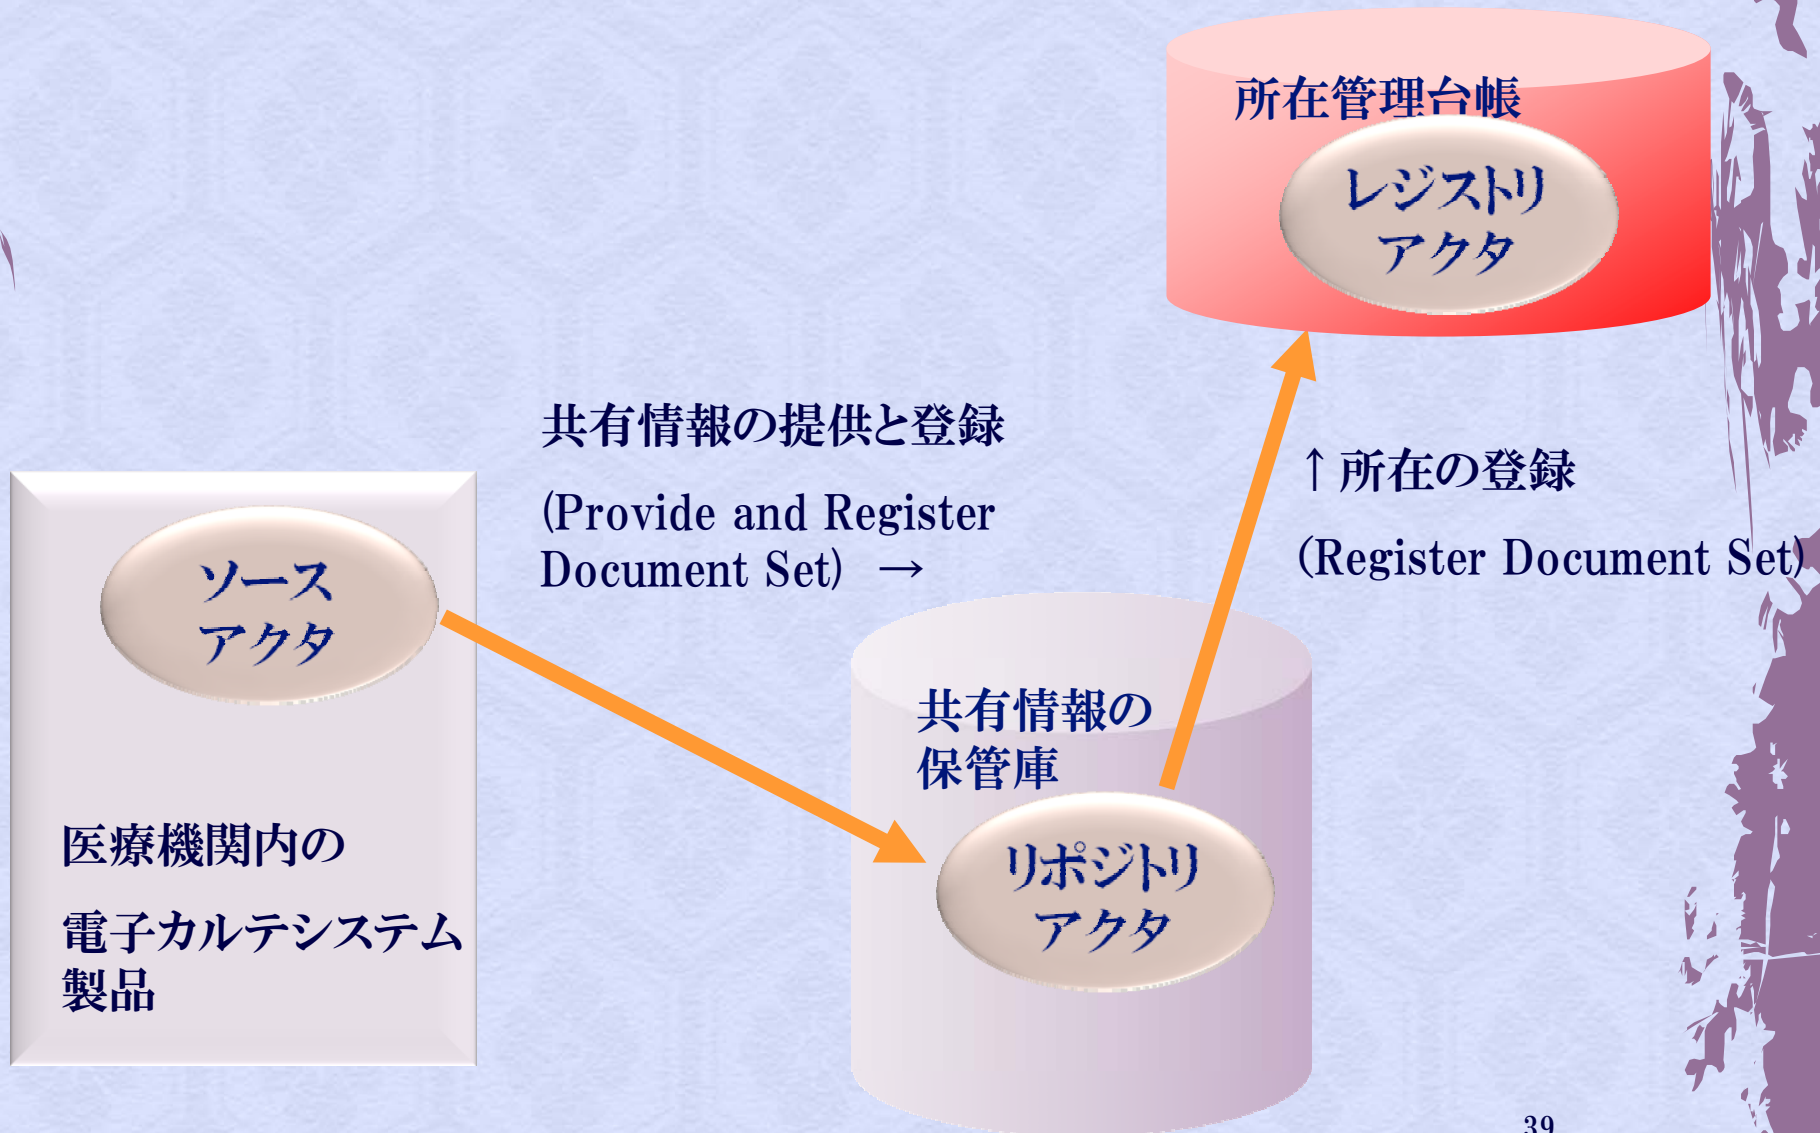 所在管理台帳
レジストリ
アクタ
共有情報の提供と登録
(Provide and Register
Document Set) →
↑所在の登録
(Register Document Set)
ソース
アクタ
医療機関内の
電子カルテシステム
製品
共有情報の
保管庫
リポジトリ
アクタ
39